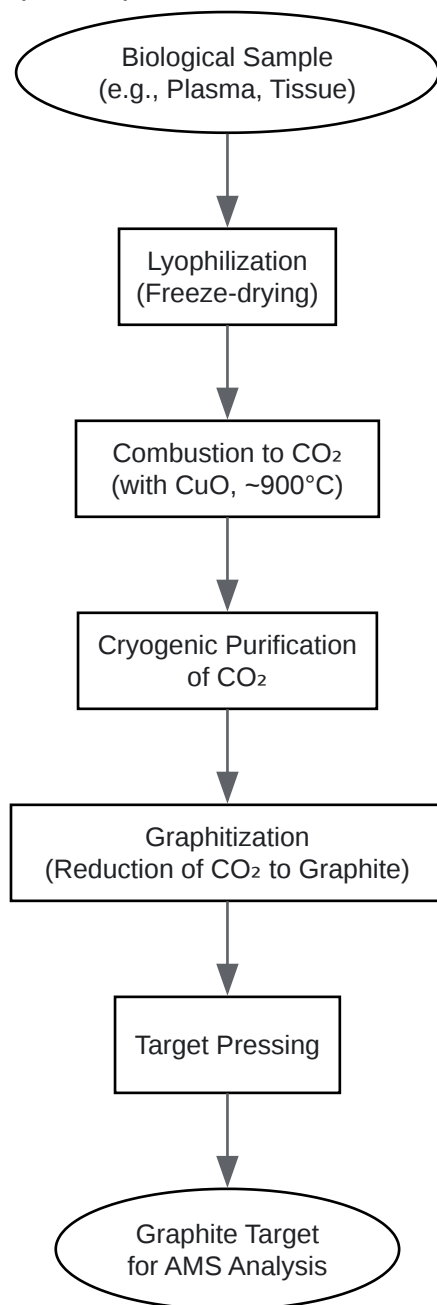 Biological Sample
(e.g., Plasma, Tissue)
Lyophilization
(Freeze-drying)
Combustion to CO₂
(with CuO, ~900°C)
Cryogenic Purification
of CO₂
Graphitization
(Reduction of CO₂ to Graphite)
Target Pressing
Graphite Target
for AMS Analysis